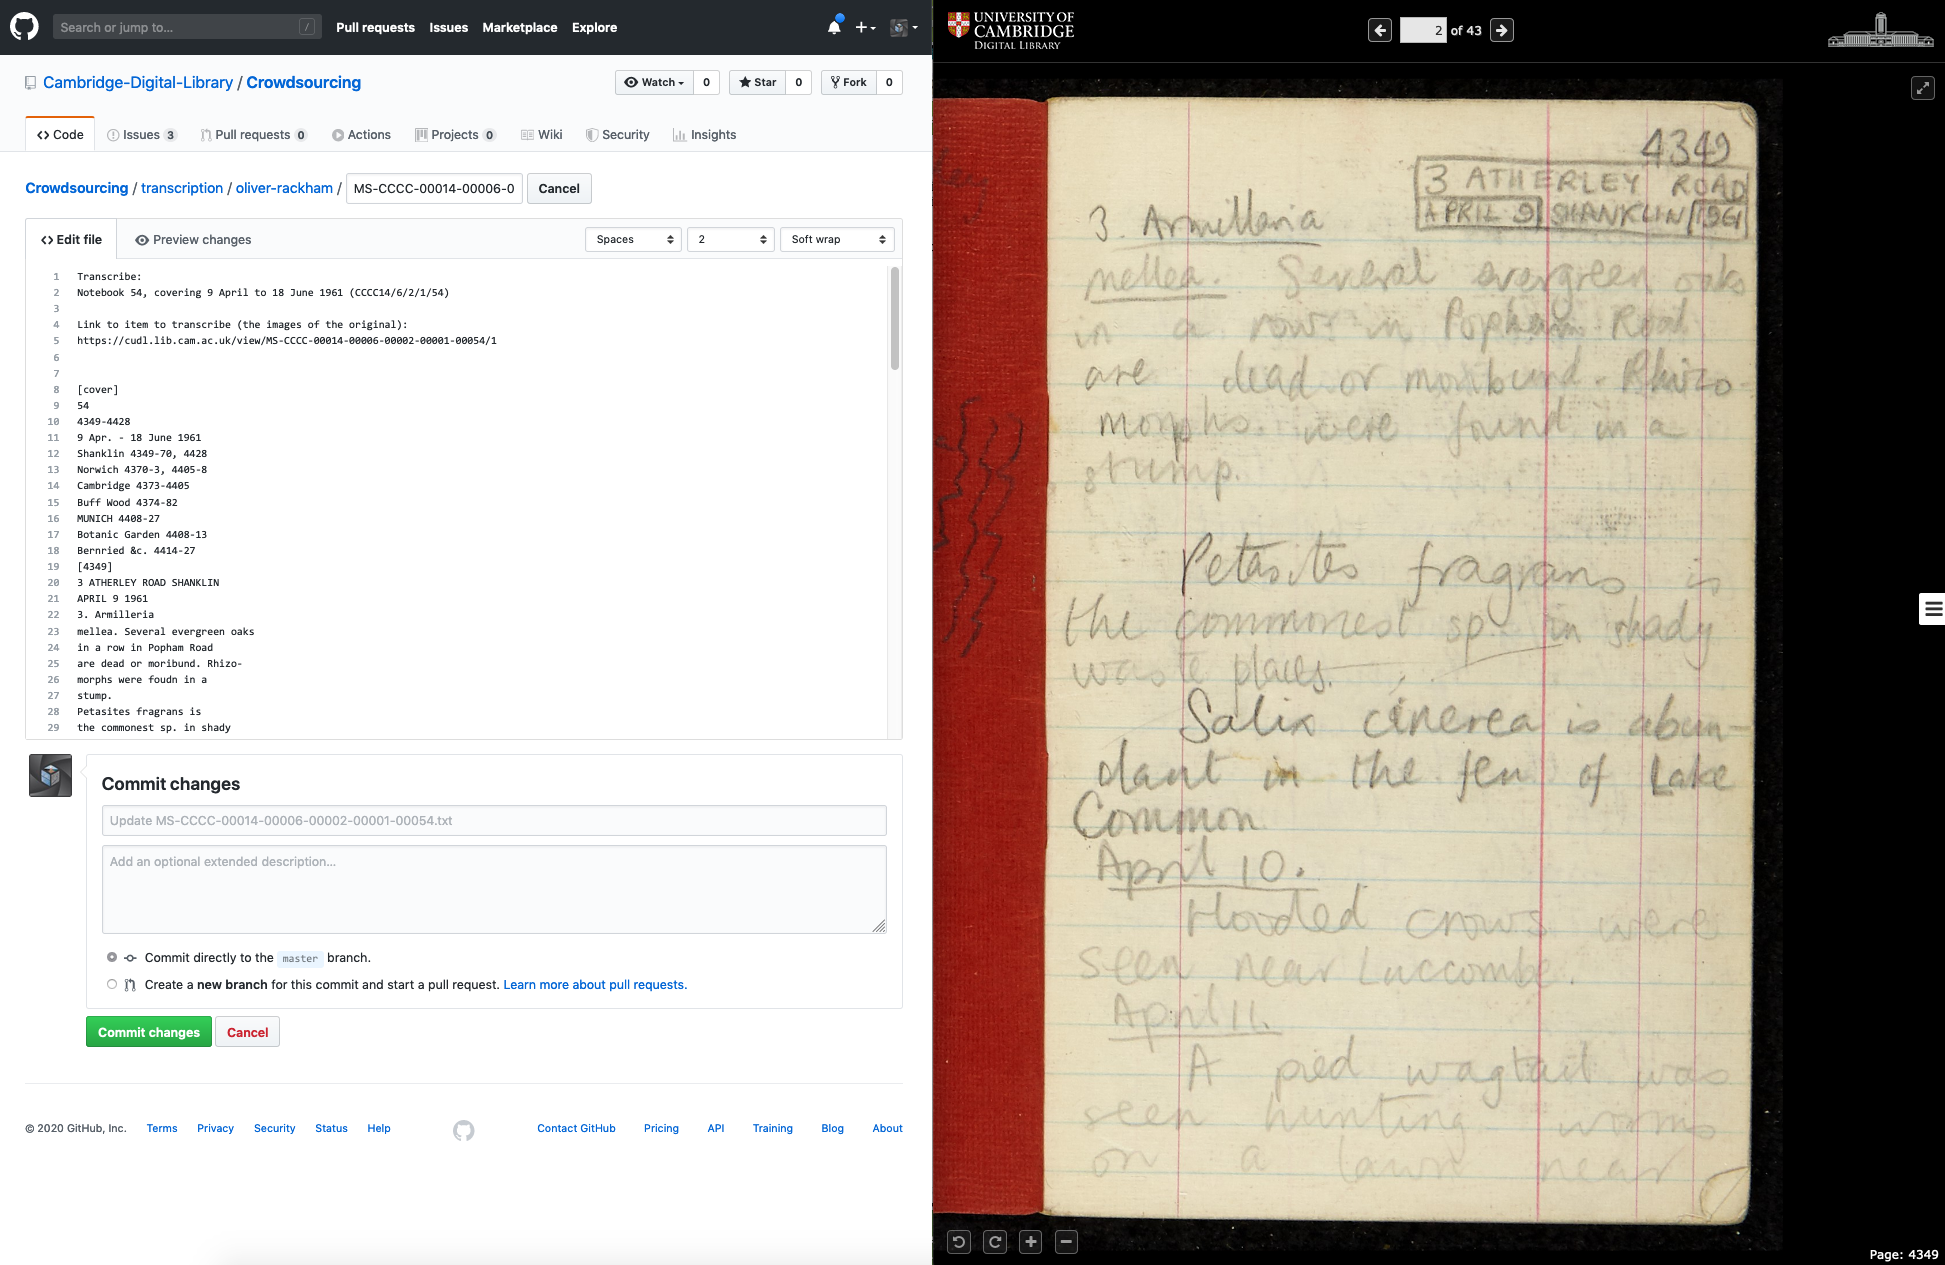 Search or jump to...
/
Pull requests
Issues
Marketplace
Explore
Cambridge-Digital-Library / Crowdsourcing
Watch
0
Star
0
Fork
0
Code
Issues 3
Pull requests 0
Actions
Projects 0
Wiki
Security
Insights
Crowdsourcing / transcription / oliver-rackham / MS-CCCC-00014-00006-0
Cancel
Edit file
Preview changes
Spaces
2
Soft wrap
1 Transcribe:
2 Notebook 54, covering 9 April to 18 June 1961 (CCCC14/6/2/1/54)
3
4 Link to item to transcribe (the images of the original):
5 https://cudl.lib.cam.ac.uk/view/MS-CCCC-00014-00006-00002-00001-00054/1
6
7
8 [cover]
9 54
10 4349-4428
11 9 Apr. - 18 June 1961
12 Shanklin 4349-70, 4428
13 Norwich 4370-3, 4405-8
14 Cambridge 4373-4405
15 Buff Wood 4374-82
16 MUNICH 4408-27
17 Botanic Garden 4408-13
18 Bernried &c. 4414-27
19 [4349]
20 3 ATHERLEY ROAD SHANKLIN
21 APRIL 9 1961
22 3. Armilleria
23 mellea. Several evergreen oaks
24 in a row in Popham Road
25 are dead or moribund. Rhizo-
26 morphs were foudn in a
27 stump.
28 Petasites fragrans is
29 the commonest sp. in shady
Commit changes
Update MS-CCCC-00014-00006-00002-00001-00054.txt
Add an optional extended description...
Commit directly to the master branch.
Create a new branch for this commit and start a pull request. Learn more about pull requests.
Commit changes
Cancel
© 2020 GitHub, Inc.
Terms
Privacy
Security
Status
Help
Contact GitHub
Pricing
API
Training
Blog
About
UNIVERSITY OF
CAMBRIDGE
DIGITAL LIBRARY
2 of 43
4349
3 ATHERLEY ROAD
APRIL 9 SHANKLIN 1961
3. Armilleria
mellea. Several evergreen oaks
in a row in Popham Road
are dead or moribund. Rhizo-
morphs were found in a
stump.
Petasites fragrans is
the commonest sp. in shady
waste places.
Salix cinerea is abun-
dant in the fen of Lake
Common
April 10.
Hooded crows were
seen near Luccombe.
April 11.
A pied wagtail was
seen hunting worms
on a lawn near
Page: 4349